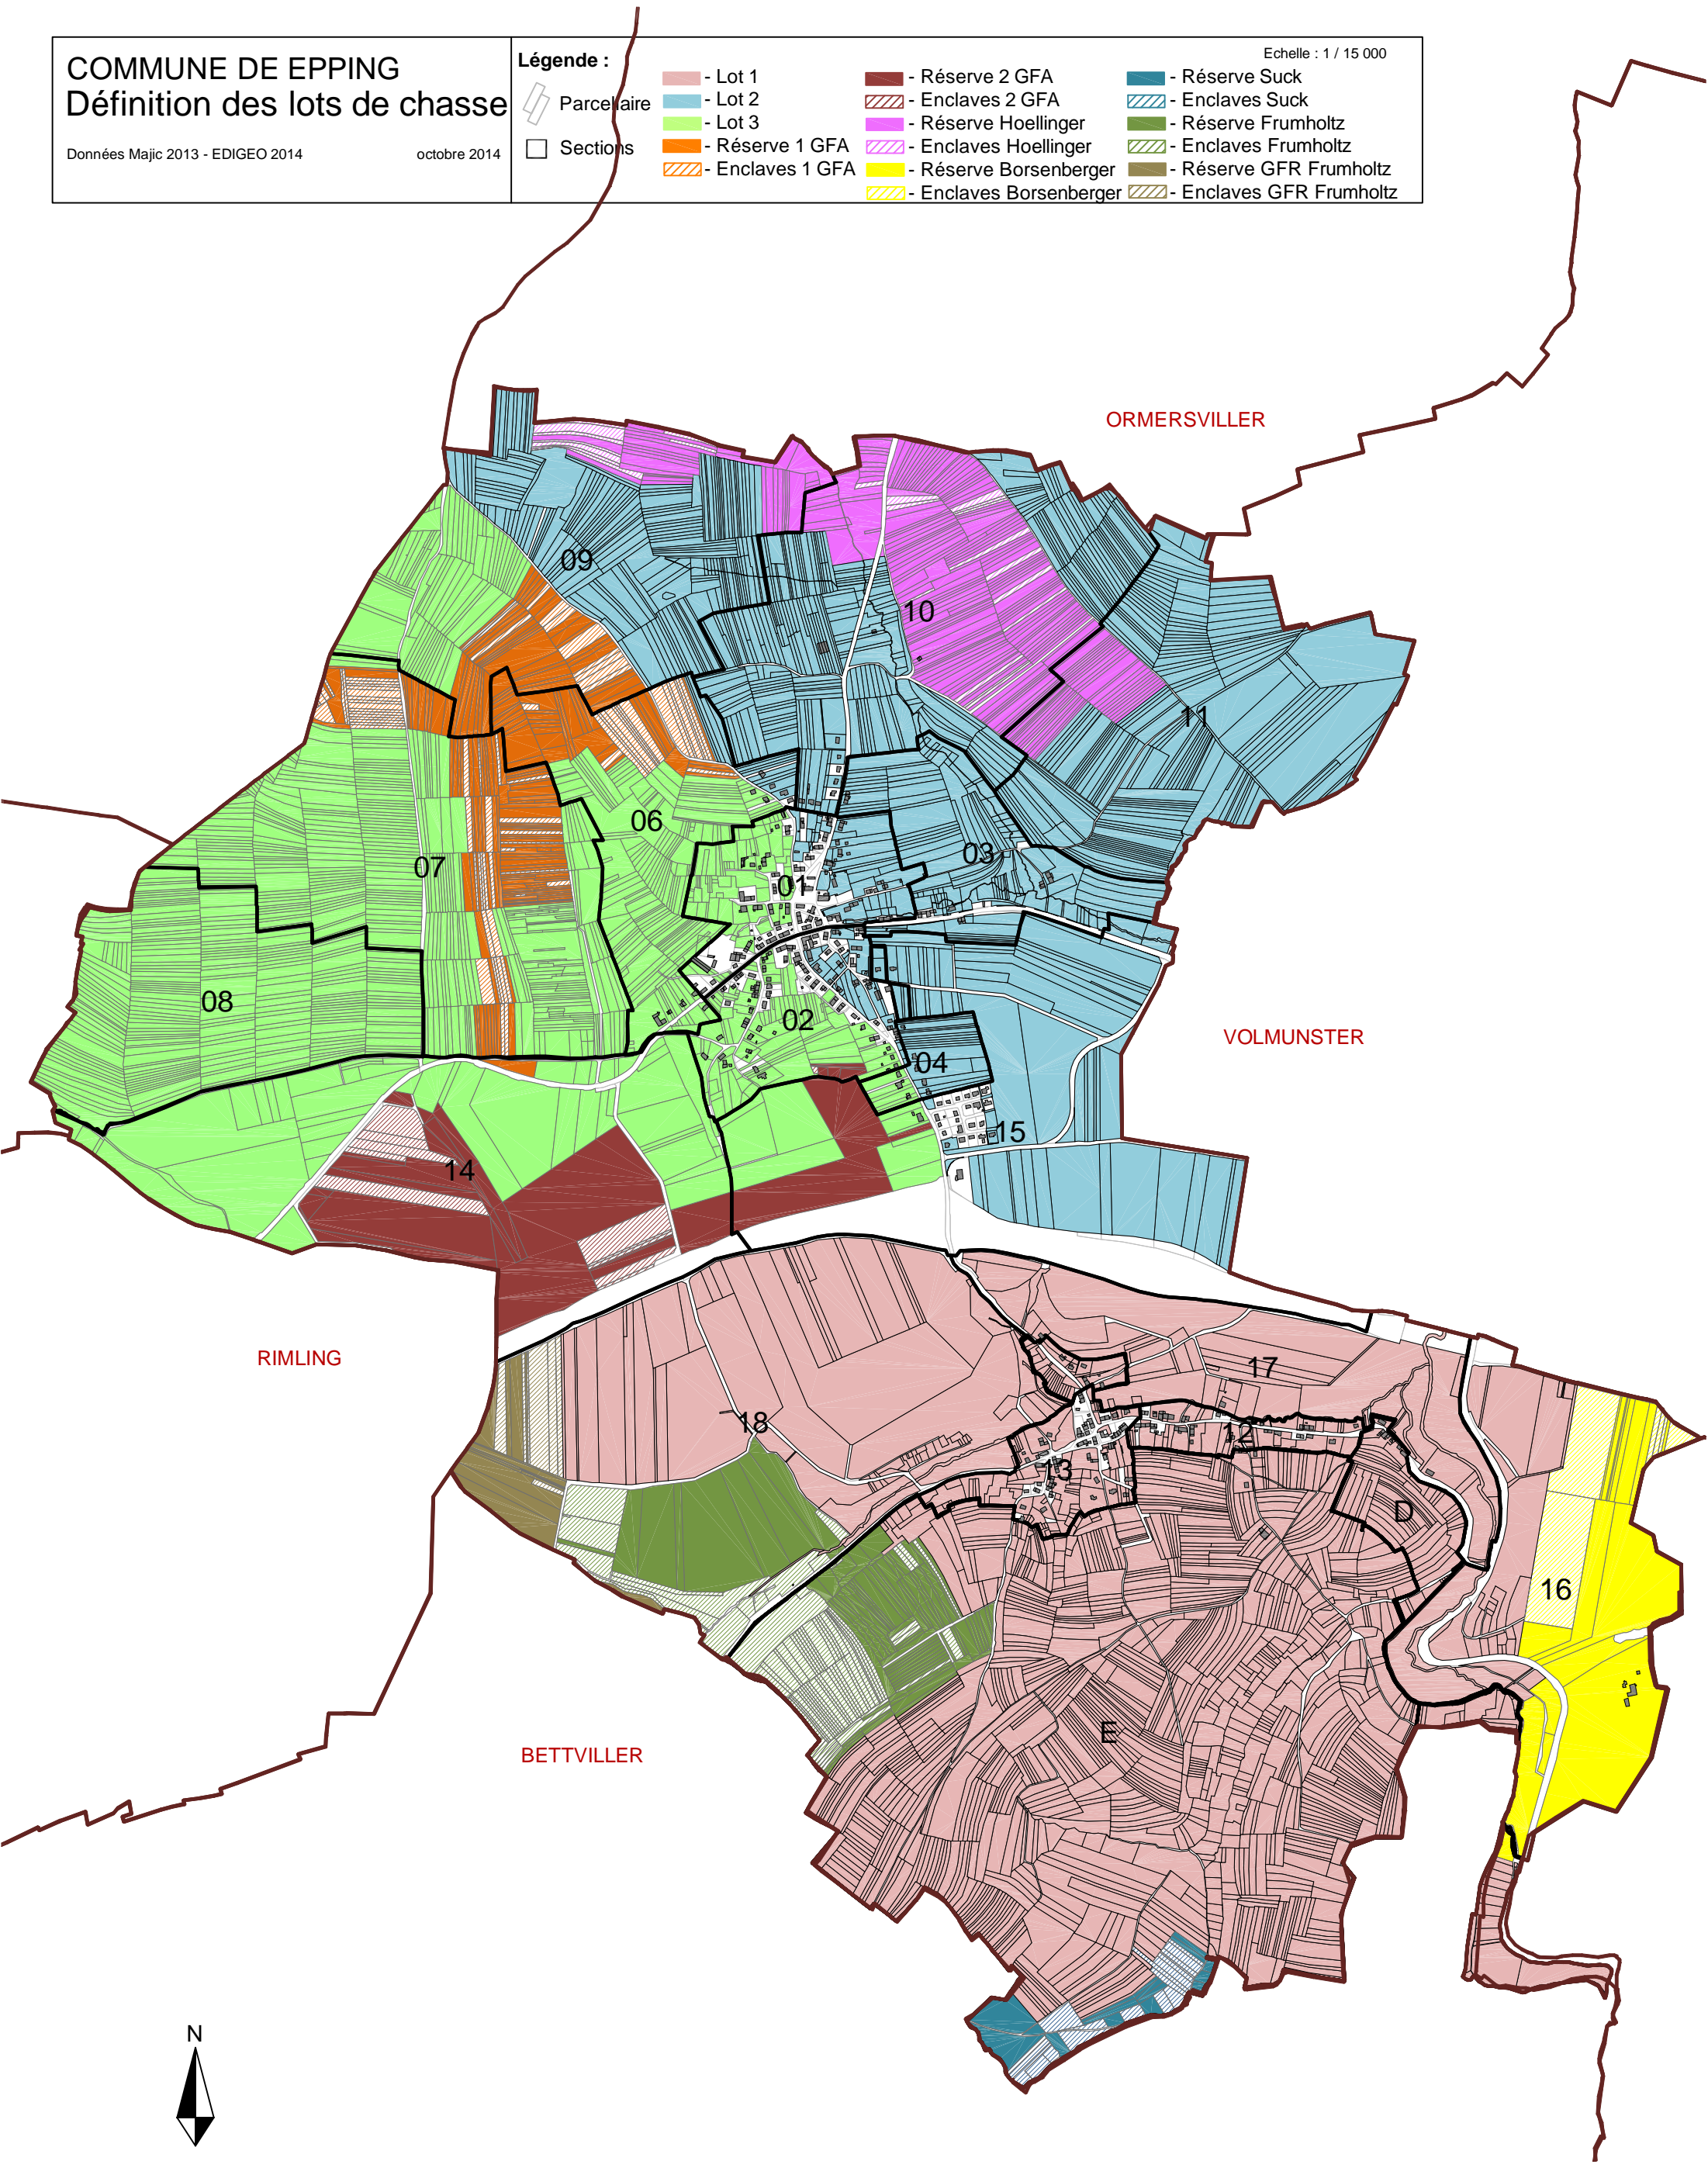 COMMUNE DE EPPING
Définition des lots de chasse
Données Majic 2013 - EDIGEO 2014
octobre 2014
Légende :
Parcellaire
Sections
Echelle : 1 / 15 000
- Lot 1
- Lot 2
- Lot 3
- Réserve 1 GFA
- Enclaves 1 GFA
- Réserve 2 GFA
- Enclaves 2 GFA
- Réserve Hoellinger
- Enclaves Hoellinger
- Réserve Borsenberger
- Enclaves Borsenberger
- Réserve Suck
- Enclaves Suck
- Réserve Frumholtz
- Enclaves Frumholtz
- Réserve GFR Frumholtz
- Enclaves GFR Frumholtz
ORMERSVILLER
09
10
11
06
03
07
01
08
02
VOLMUNSTER
04
15
14
RIMLING
17
18
12
13
D
16
E
BETTVILLER
N